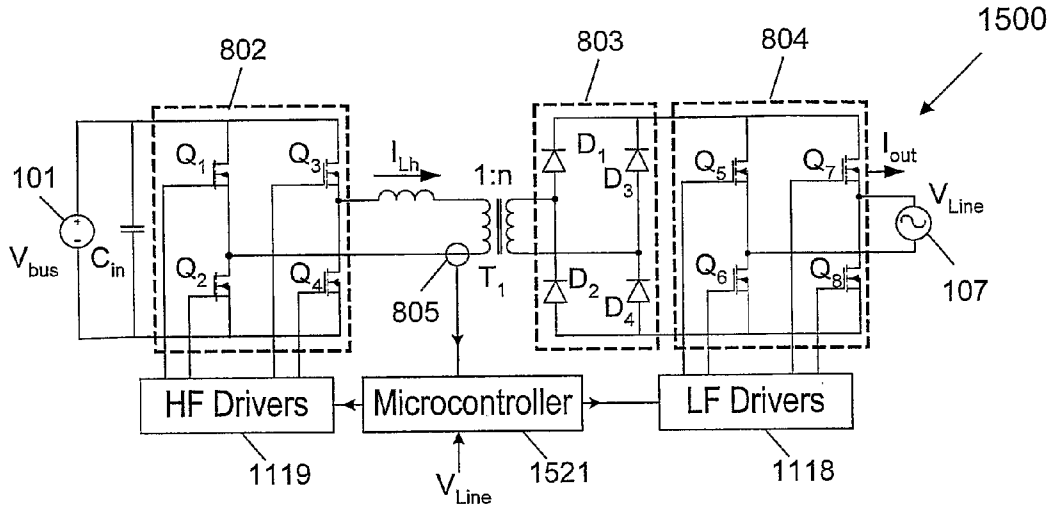 1500
802
803
804
101
V_bus
+
-
C_in
Q_1
Q_3
Q_2
Q_4
I_Lh
1:n
T_1
805
D_1
D_3
D_2
D_4
Q_5
Q_7
Q_6
Q_8
I_out
V_Line
107
HF Drivers
Microcontroller
LF Drivers
1119
V_Line
1521
1118